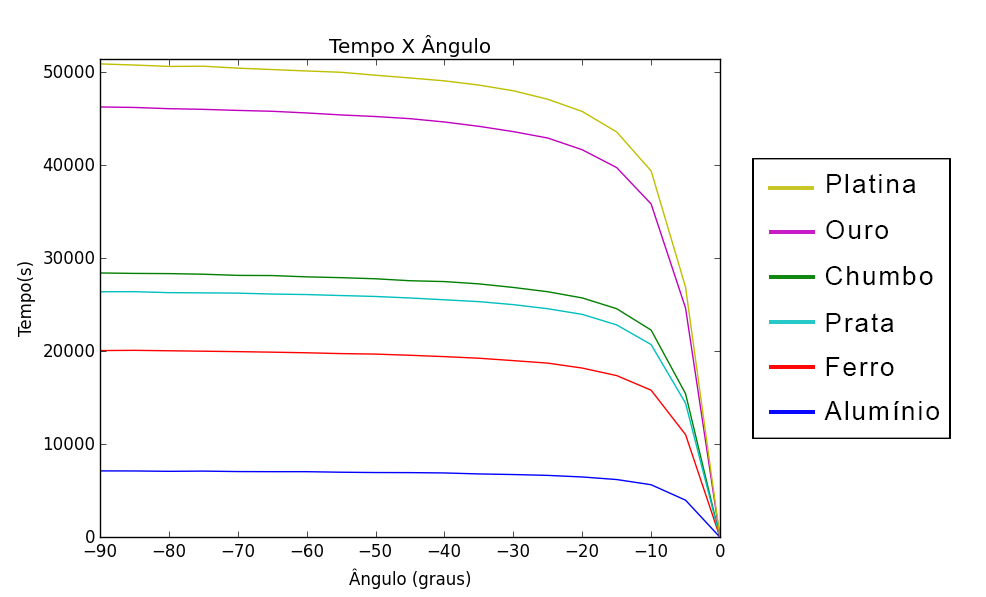 Tempo X Ângulo
50000
40000
30000
20000
10000
0
Tempo(s)
−90 −80 −70 −60 −50 −40 −30 −20 −10 0
Ângulo (graus)
Platina
Ouro
Chumbo
Prata
Ferro
Alumínio